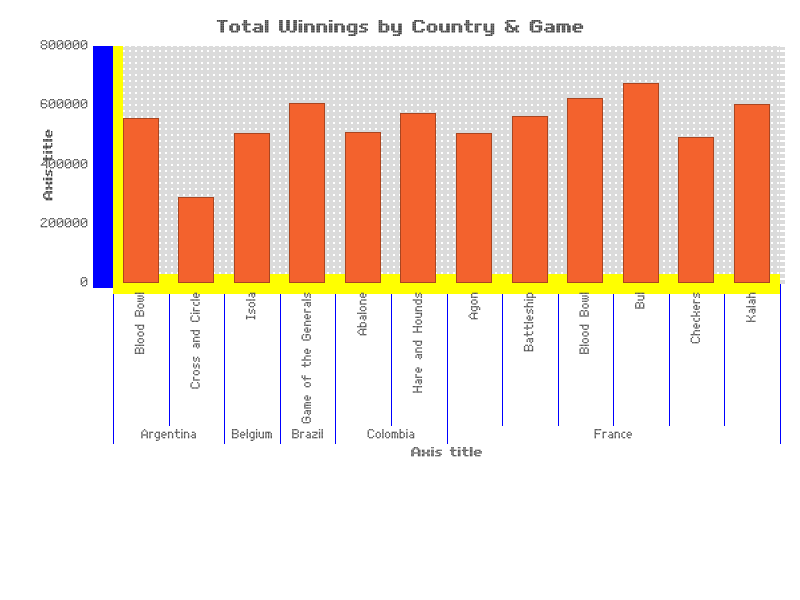 Total Winnings by Country & Game
800000
600000
400000
200000
0
Axis title
Blood Bowl
Cross and Circle
Isola
Game of the Generals
Abalone
Hare and Hounds
Agon
Battleship
Blood Bowl
Bul
Checkers
Kalah
Argentina
Belgium
Brazil
Colombia
France
Axis title